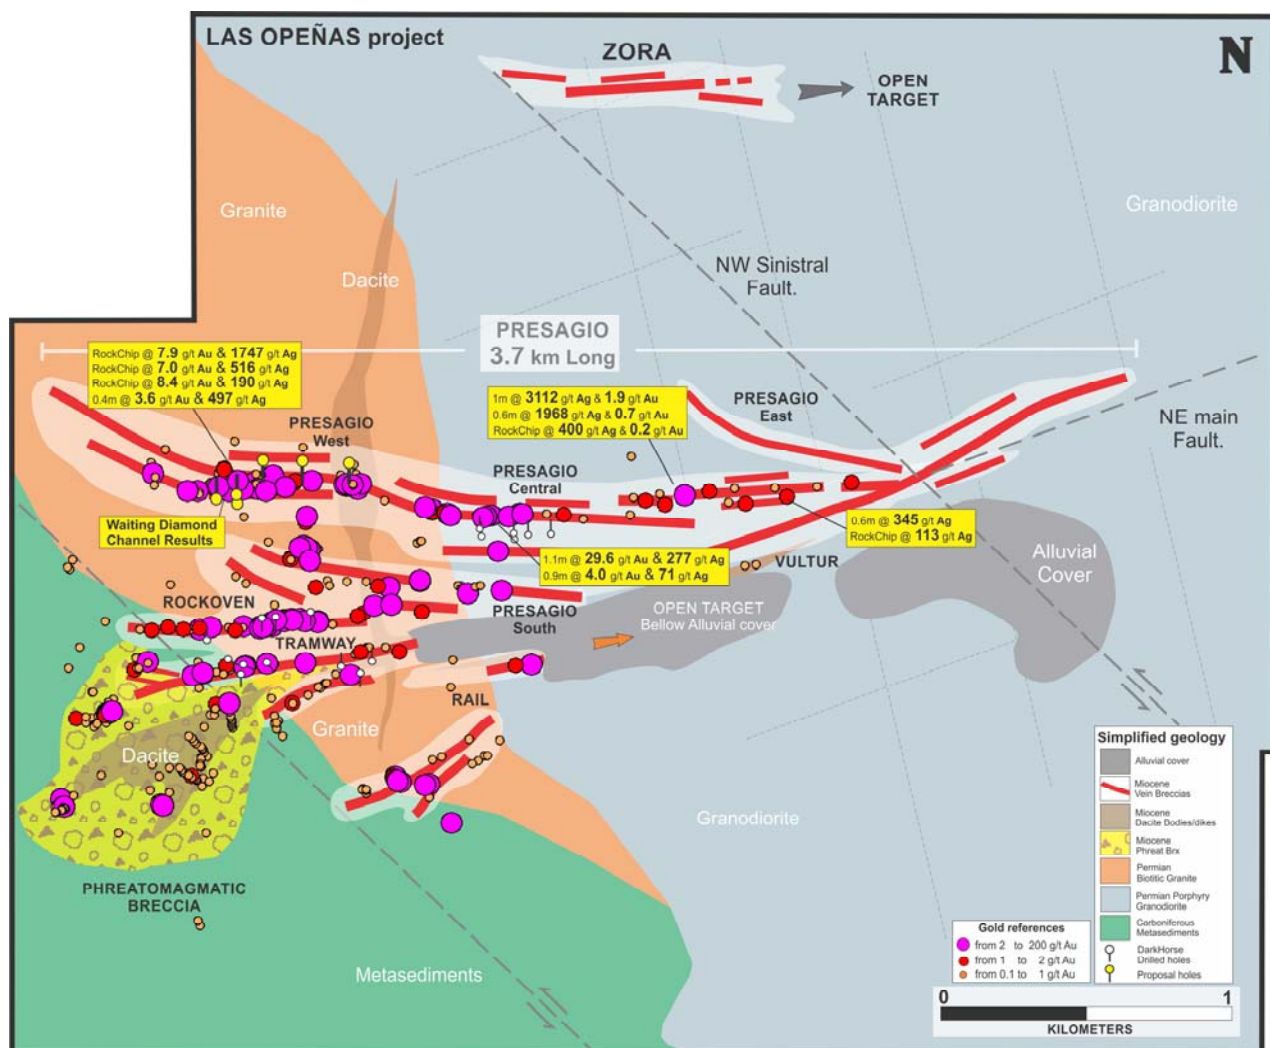 LAS OPEÑAS project
ZORA
N
OPEN
TARGET
Granite
Granodiorite
Dacite
NW Sinistral
Fault.
PRESAGIO
3.7 km Long
RockChip @ 7.9 g/t Au & 1747 g/t Ag
RockChip @ 7.0 g/t Au & 516 g/t Ag
RockChip @ 8.4 g/t Au & 190 g/t Ag
0.4m @ 3.6 g/t Au & 497 g/t Ag
1m @ 3112 g/t Ag & 1.9 g/t Au
0.6m @ 1968 g/t Ag & 0.7 g/t Au
RockChip @ 400 g/t Ag & 0.2 g/t Au
PRESAGIO
East
NE main
Fault.
PRESAGIO
West
PRESAGIO
Central
Waiting Diamond
Channel Results
0.6m @ 345 g/t Ag
RockChip @ 113 g/t Ag
1.1m @ 29.6 g/t Au & 277 g/t Ag
0.9m @ 4.0 g/t Au & 71 g/t Ag
VULTUR
Alluvial
Cover
ROCKOVEN
PRESAGIO
South
OPEN TARGET
Bellow Alluvial cover
TRAMWAY
RAIL
Granite
Dacite
Granodiorite
PHREATOMAGMATIC
BRECCIA
Metasediments
Simplified geology
Alluvial cover
Miocene
Vein Breccias
Miocene
Dacite Bodies/dikes
Miocene
Phreat Brx
Permian
Biotitic Granite
Permian Porphyry
Granodiorite
Carboniferous
Metasediments
DarkHorse
Drilled holes
Proposal holes
Gold references
from 2 to 200 g/t Au
from 1 to 2 g/t Au
from 0.1 to 1 g/t Au
0 1
KILOMETERS